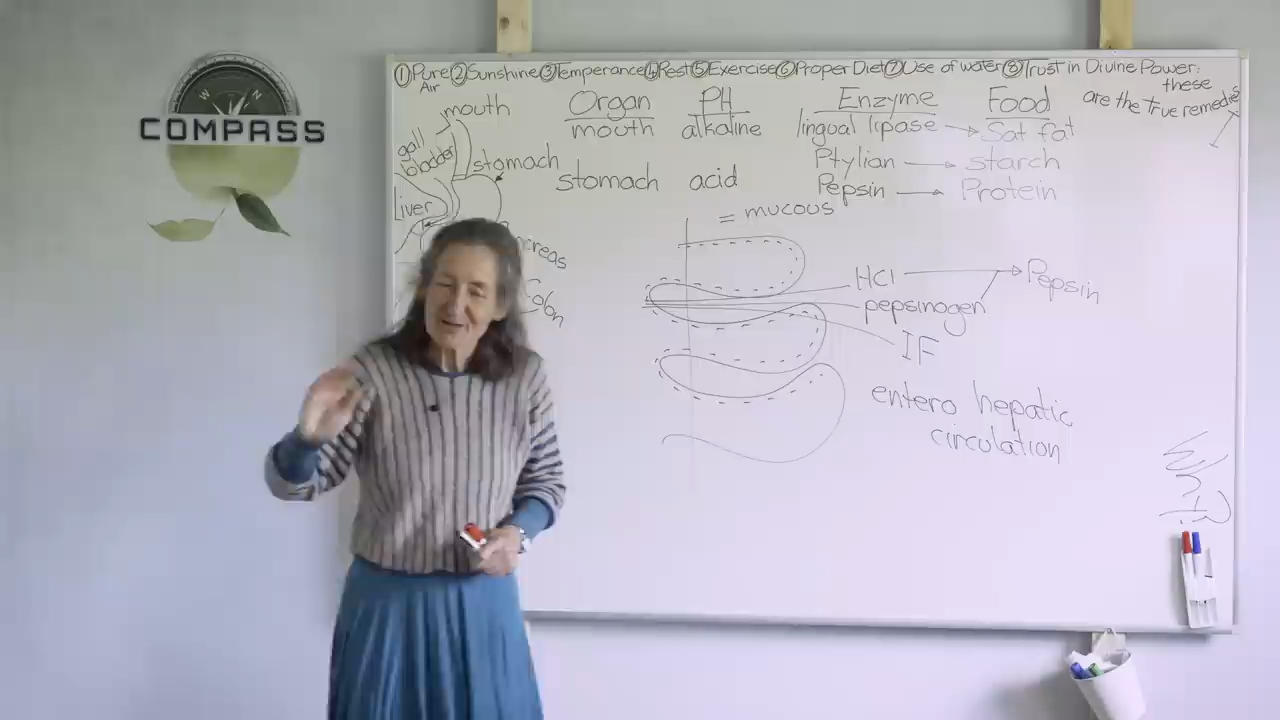 ①Pure ②Sunshine ③Temperance ④Rest ⑤Exercise ⑥Proper Diet ⑦Use of water ⑧Trust in Divine Power:
Air
these
are the True remedies
mouth
gall
bladder
stomach
Liver
Organ PH Enzyme Food
mouth alkaline lingual lipase → Sat fat
Ptylian → starch
stomach acid Pepsin → Protein
= mucous
HCl → Pepsin
pepsinogen
IF
entero hepatic
circulation
N
W
COMPASS